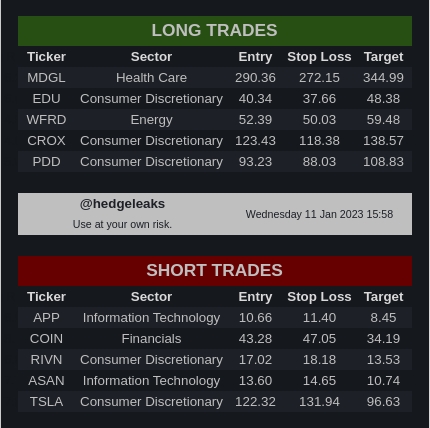 LONG TRADES
Ticker Sector Entry Stop Loss Target
MDGL Health Care 290.36 272.15 344.99
EDU Consumer Discretionary 40.34 37.66 48.38
WFRD Energy 52.39 50.03 59.48
CROX Consumer Discretionary 123.43 118.38 138.57
PDD Consumer Discretionary 93.23 88.03 108.83
@hedgeleaks
Use at your own risk.
Wednesday 11 Jan 2023 15:58
SHORT TRADES
Ticker Sector Entry Stop Loss Target
APP Information Technology 10.66 11.40 8.45
COIN Financials 43.28 47.05 34.19
RIVN Consumer Discretionary 17.02 18.18 13.53
ASAN Information Technology 13.60 14.65 10.74
TSLA Consumer Discretionary 122.32 131.94 96.63